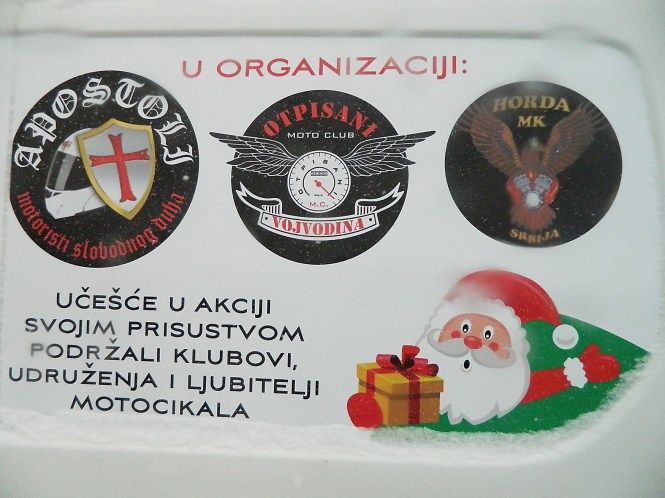 U ORGANIZACIJI:
APOSTOLI
motoristi slobodnog duha
OTPISANI
MOTO CLUB
OTPISANI
M.C.
VOJVODINA
HORDA
MK
SRBIJA
UČEŠĆE U AKCIJI
SVOJIM PRISUSTVOM
PODRŽALI KLUBOVI,
UDRUŽENJA I LJUBITELJI
MOTOCIKALA